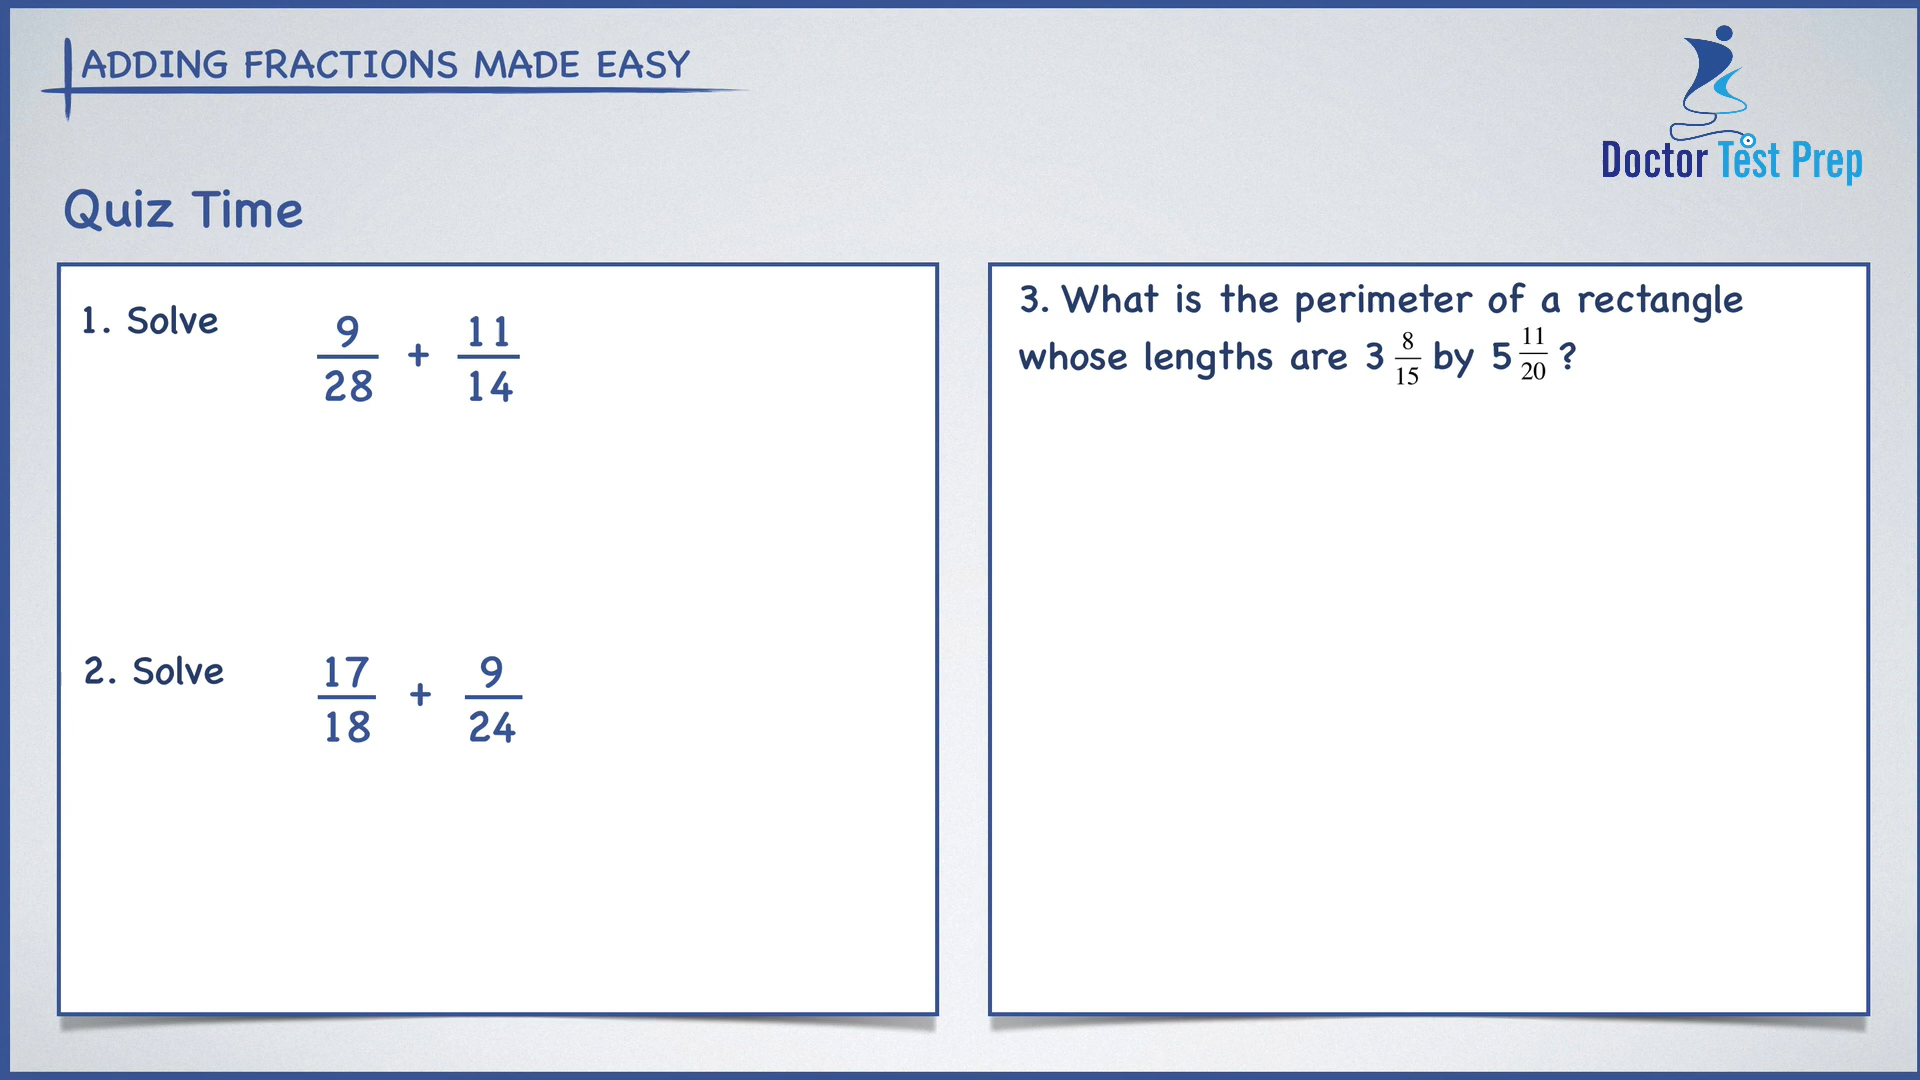 ADDING FRACTIONS MADE EASY
Doctor Test Prep
Quiz Time
1. Solve 9/28 + 11/14
2. Solve 17/18 + 9/24
3. What is the perimeter of a rectangle
whose lengths are 3 8/15 by 5 11/20 ?